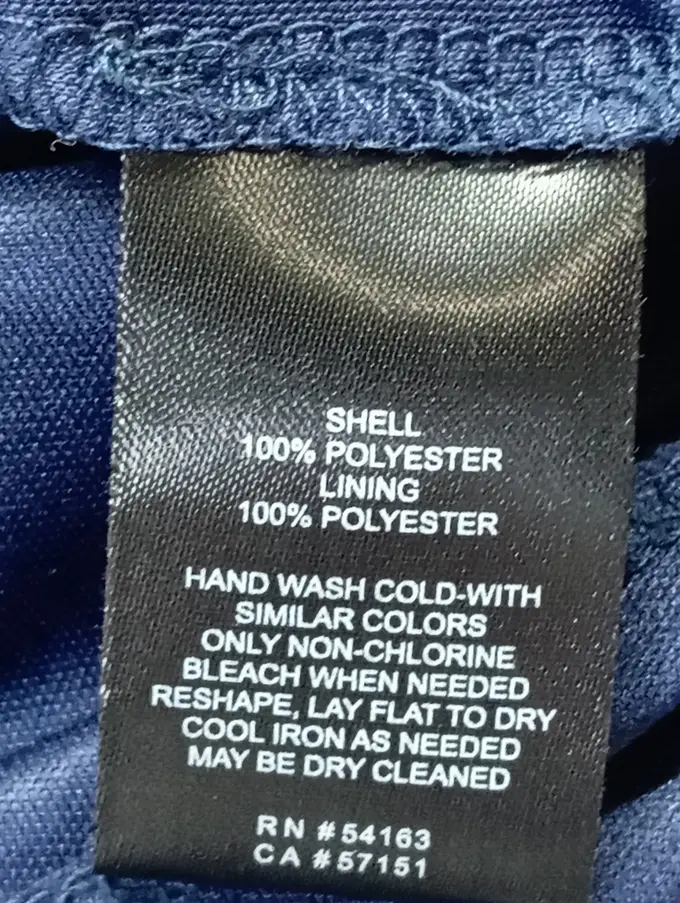 SHELL
100% POLYESTER
LINING
100% POLYESTER
HAND WASH COLD-WITH
SIMILAR COLORS
ONLY NON-CHLORINE
BLEACH WHEN NEEDED
RESHAPE, LAY FLAT TO DRY
COOL IRON AS NEEDED
MAY BE DRY CLEANED
RN #54163
CA #57151